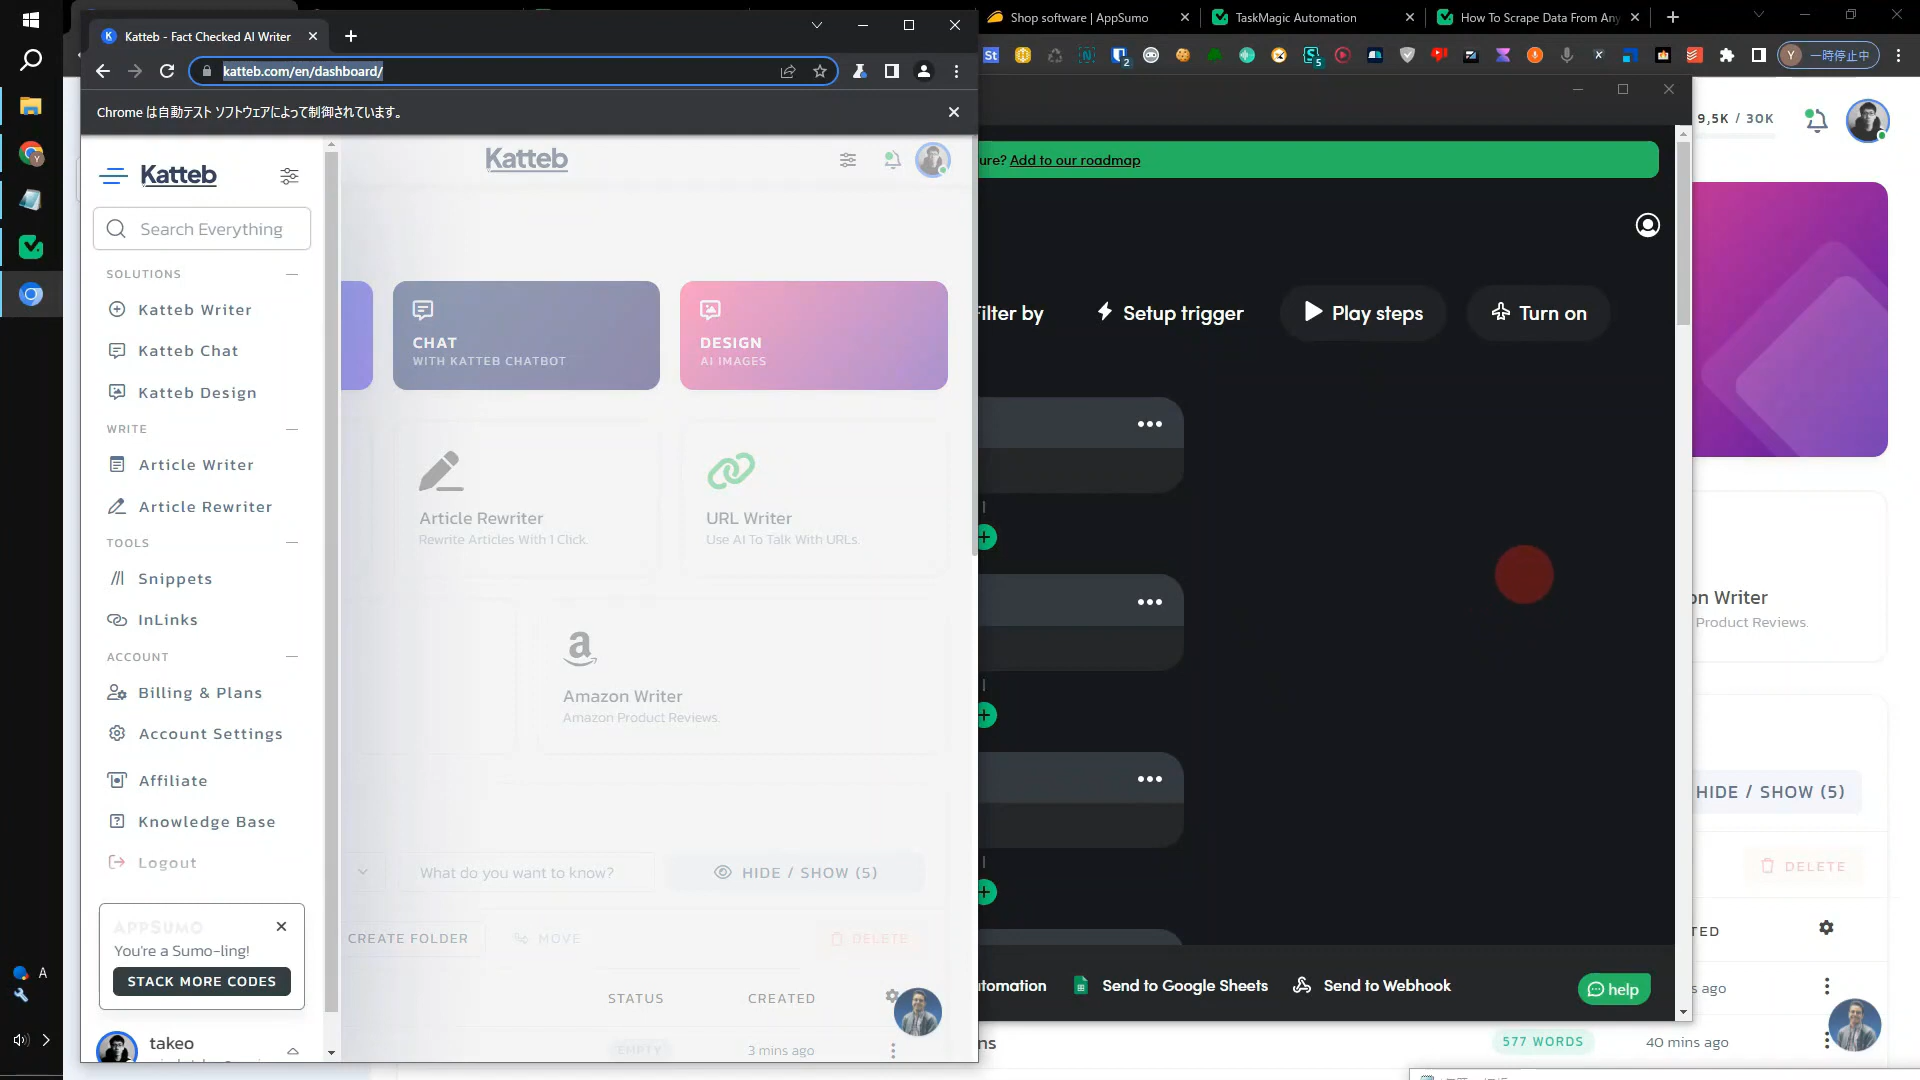 Katteb - Fact Checked AI Writer
Shop software | AppSumo
TaskMagic Automation
How To Scrape Data From Any
katteb.com/en/dashboard/
一時停止中
Chrome は自動テスト ソフトウェアによって制御されています。
Katteb
Search Everything
SOLUTIONS
Katteb Writer
Katteb Chat
Katteb Design
WRITE
Article Writer
Article Rewriter
TOOLS
Snippets
InLinks
ACCOUNT
Billing & Plans
Account Settings
Affiliate
Knowledge Base
Logout
APPSUMO
You're a Sumo-ling!
STACK MORE CODES
takeo
Katteb
CHAT
WITH KATTEB CHATBOT
DESIGN
AI IMAGES
Article Rewriter
Rewrite Articles With 1 Click.
URL Writer
Use AI To Talk With URLs.
Amazon Writer
Amazon Product Reviews.
What do you want to know?
HIDE / SHOW (5)
CREATE FOLDER
MOVE
DELETE
STATUS
CREATED
EMPTY
3 mins ago
ure? Add to our roadmap
Filter by
Setup trigger
Play steps
Turn on
utomation
Send to Google Sheets
Send to Webhook
help
9,5K / 30K
on Writer
Product Reviews.
HIDE / SHOW (5)
DELETE
TED
s ago
ns
577 WORDS
40 mins ago
A